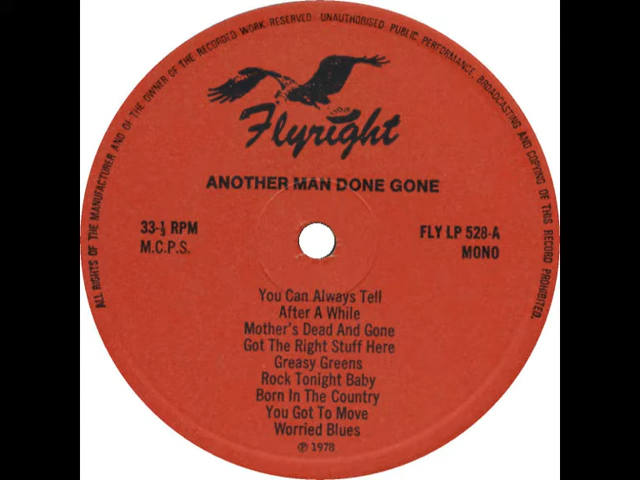 ALL RIGHTS OF THE MANUFACTURER AND OF THE OWNER OF THE RECORDED WORK RESERVED UNAUTHORISED PUBLIC PERFORMANCE, BROADCASTING AND COPYING OF THIS RECORD PROHIBITED.
Flyright
ANOTHER MAN DONE GONE
33-⅓ RPM
M.C.P.S.
FLY LP 528-A
MONO
You Can Always Tell
After A While
Mother's Dead And Gone
Got The Right Stuff Here
Greasy Greens
Rock Tonight Baby
Born In The Country
You Got To Move
Worried Blues
℗ 1978